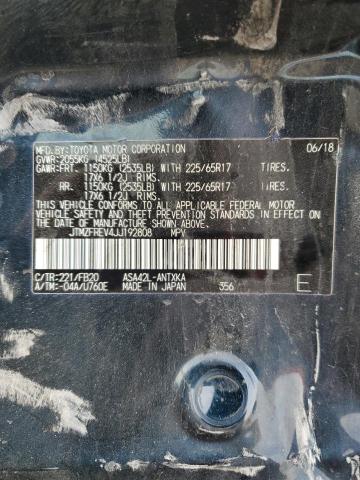 MFD.BY:TOYOTA MOTOR CORPORATION 06/18
GVWR:2055KG (4525LB)
GAWR:FRT. 1150KG (2535LB) WITH 225/65R17 TIRES.
17X6 1/2J RIMS.
RR. 1150KG (2535LB) WITH 225/65R17 TIRES.
17X6 1/2J RIMS.
THIS VEHICLE CONFORMS TO ALL APPLICABLE FEDERAL MOTOR
VEHICLE SAFETY AND THEFT PREVENTION STANDARDS IN
EFFECT ON THE DATE OF MANUFACTURE SHOWN ABOVE.
JTMZFREV4JJ192808 MPV
C/TR:221/FB20 ASA42L-ANTXKA E
A/TM:-04A/U760E MADE IN JAPAN 356